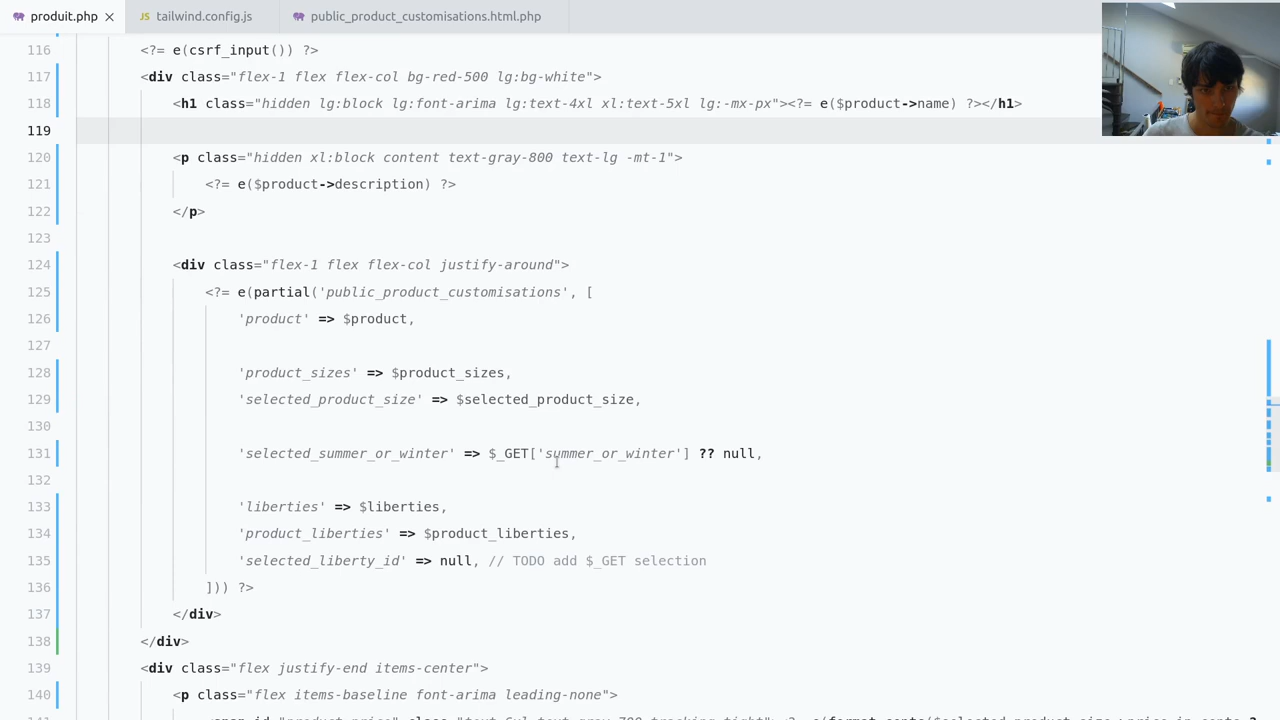 produit.php
JS tailwind.config.js
public_product_customisations.html.php
116 <?= e(csrf_input()) ?>
117 <div class="flex-1 flex flex-col bg-red-500 lg:bg-white">
118 <h1 class="hidden lg:block lg:font-arima lg:text-4xl xl:text-5xl lg:-mx-px"><?= e($product->name) ?></h1>
119
120 <p class="hidden xl:block content text-gray-800 text-lg -mt-1">
121 <?= e($product->description) ?>
122 </p>
123
124 <div class="flex-1 flex flex-col justify-around">
125 <?= e(partial('public_product_customisations', [
126 'product' => $product,
127
128 'product_sizes' => $product_sizes,
129 'selected_product_size' => $selected_product_size,
130
131 'selected_summer_or_winter' => $_GET['summer_or_winter'] ?? null,
132
133 'liberties' => $liberties,
134 'product_liberties' => $product_liberties,
135 'selected_liberty_id' => null, // TODO add $_GET selection
136 ])) ?>
137 </div>
138 </div>
139 <div class="flex justify-end items-center">
140 <p class="flex items-baseline font-arima leading-none">